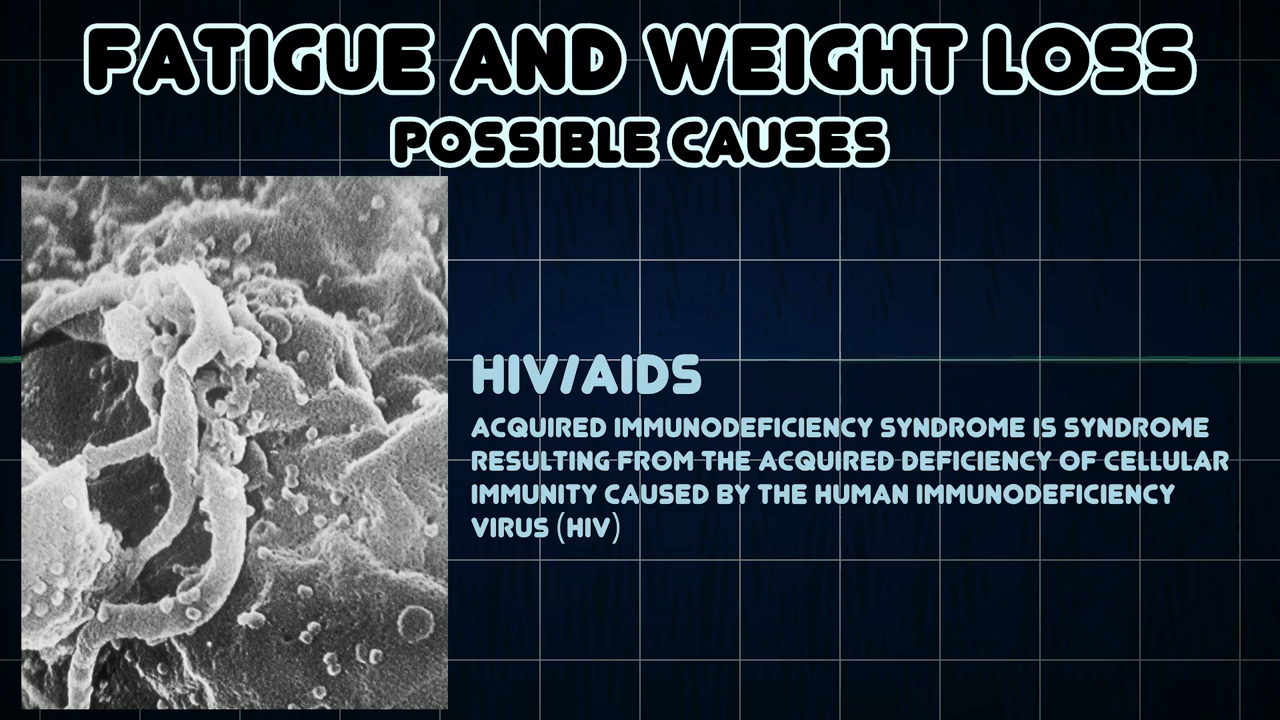 FATIGUE AND WEIGHT LOSS
POSSIBLE CAUSES
HIV/AIDS
ACQUIRED IMMUNODEFICIENCY SYNDROME IS SYNDROME
RESULTING FROM THE ACQUIRED DEFICIENCY OF CELLULAR
IMMUNITY CAUSED BY THE HUMAN IMMUNODEFICIENCY
VIRUS (HIV)